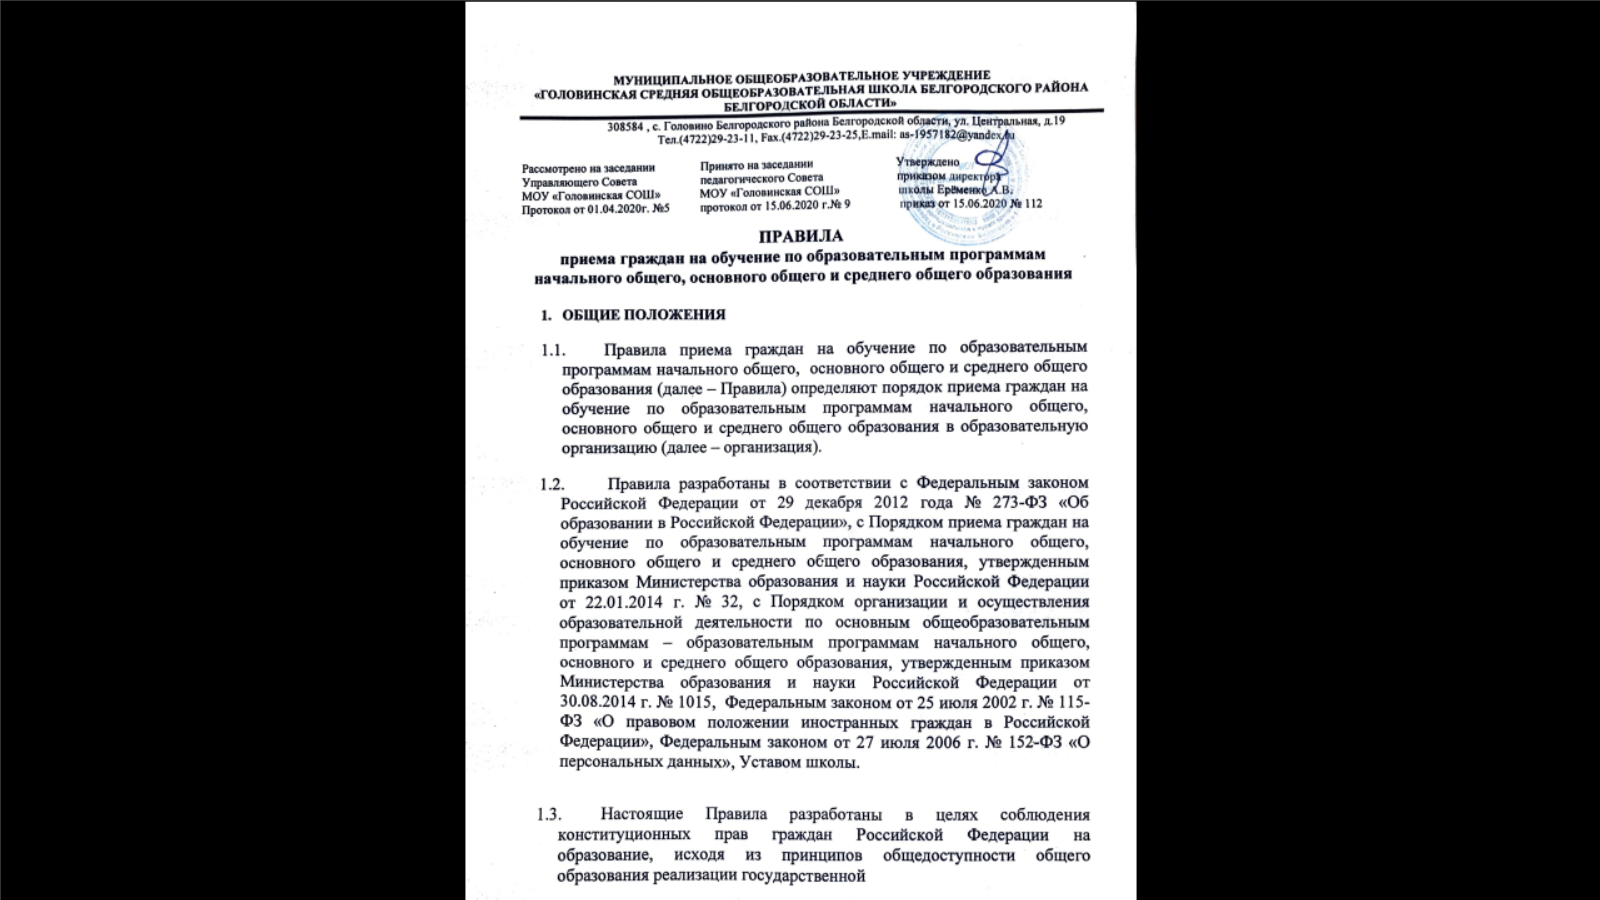 МУНИЦИПАЛЬНОЕ ОБЩЕОБРАЗОВАТЕЛЬНОЕ УЧРЕЖДЕНИЕ
«ГОЛОВИНСКАЯ СРЕДНЯЯ ОБЩЕОБРАЗОВАТЕЛЬНАЯ ШКОЛА БЕЛГОРОДСКОГО РАЙОНА
БЕЛГОРОДСКОЙ ОБЛАСТИ»
308584 , с. Головино Белгородского района Белгородской области, ул. Центральная, д.19
Тел.(4722)29-23-11, Fax.(4722)29-23-25,E.mail: as-1957182@yandex.ru
Рассмотрено на заседании
Управляющего Совета
МОУ «Головинская СОШ»
Протокол от 01.04.2020г. №5
Принято на заседании
педагогического Совета
МОУ «Головинская СОШ»
протокол от 15.06.2020 г.№ 9
Утверждено
приказом директора
школы Ерёменко А.В.
приказ от 15.06.2020 № 112
ПРАВИЛА
приема граждан на обучение по образовательным программам
начального общего, основного общего и среднего общего образования
1. ОБЩИЕ ПОЛОЖЕНИЯ
1.1. Правила приема граждан на обучение по образовательным
программам начального общего, основного общего и среднего общего
образования (далее – Правила) определяют порядок приема граждан на
обучение по образовательным программам начального общего,
основного общего и среднего общего образования в образовательную
организацию (далее – организация).
1.2. Правила разработаны в соответствии с Федеральным законом
Российской Федерации от 29 декабря 2012 года № 273-ФЗ «Об
образовании в Российской Федерации», с Порядком приема граждан на
обучение по образовательным программам начального общего,
основного общего и среднего общего образования, утвержденным
приказом Министерства образования и науки Российской Федерации
от 22.01.2014 г. № 32, с Порядком организации и осуществления
образовательной деятельности по основным общеобразовательным
программам – образовательным программам начального общего,
основного и среднего общего образования, утвержденным приказом
Министерства образования и науки Российской Федерации от
30.08.2014 г. № 1015, Федеральным законом от 25 июля 2002 г. № 115-
ФЗ «О правовом положении иностранных граждан в Российской
Федерации», Федеральным законом от 27 июля 2006 г. № 152-ФЗ «О
персональных данных», Уставом школы.
1.3. Настоящие Правила разработаны в целях соблюдения
конституционных прав граждан Российской Федерации на
образование, исходя из принципов общедоступности общего
образования реализации государственной